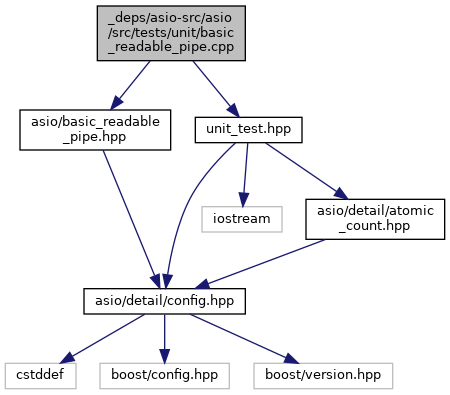 _deps/asio-src/asio
/src/tests/unit/basic
_readable_pipe.cpp
asio/basic_readable
_pipe.hpp
unit_test.hpp
iostream
asio/detail/atomic
_count.hpp
asio/detail/config.hpp
cstddef
boost/config.hpp
boost/version.hpp